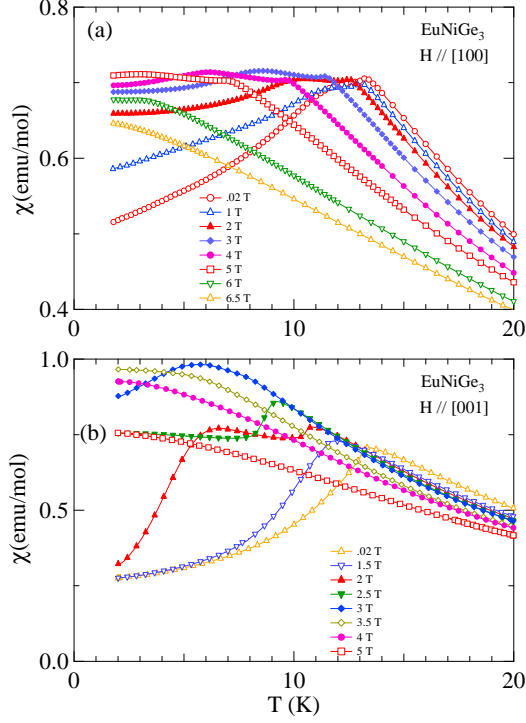 (a)
EuNiGe3
H // [100]
0.8
0.6
0.4
χ(emu/mol)
.02 T
1 T
2 T
3 T
4 T
5 T
6 T
6.5 T
0
10
20
1.0
EuNiGe3
H // [001]
(b)
0.5
0.0
χ(emu/mol)
.02 T
1.5 T
2 T
2.5 T
3 T
3.5 T
4 T
5 T
0
10
20
T (K)